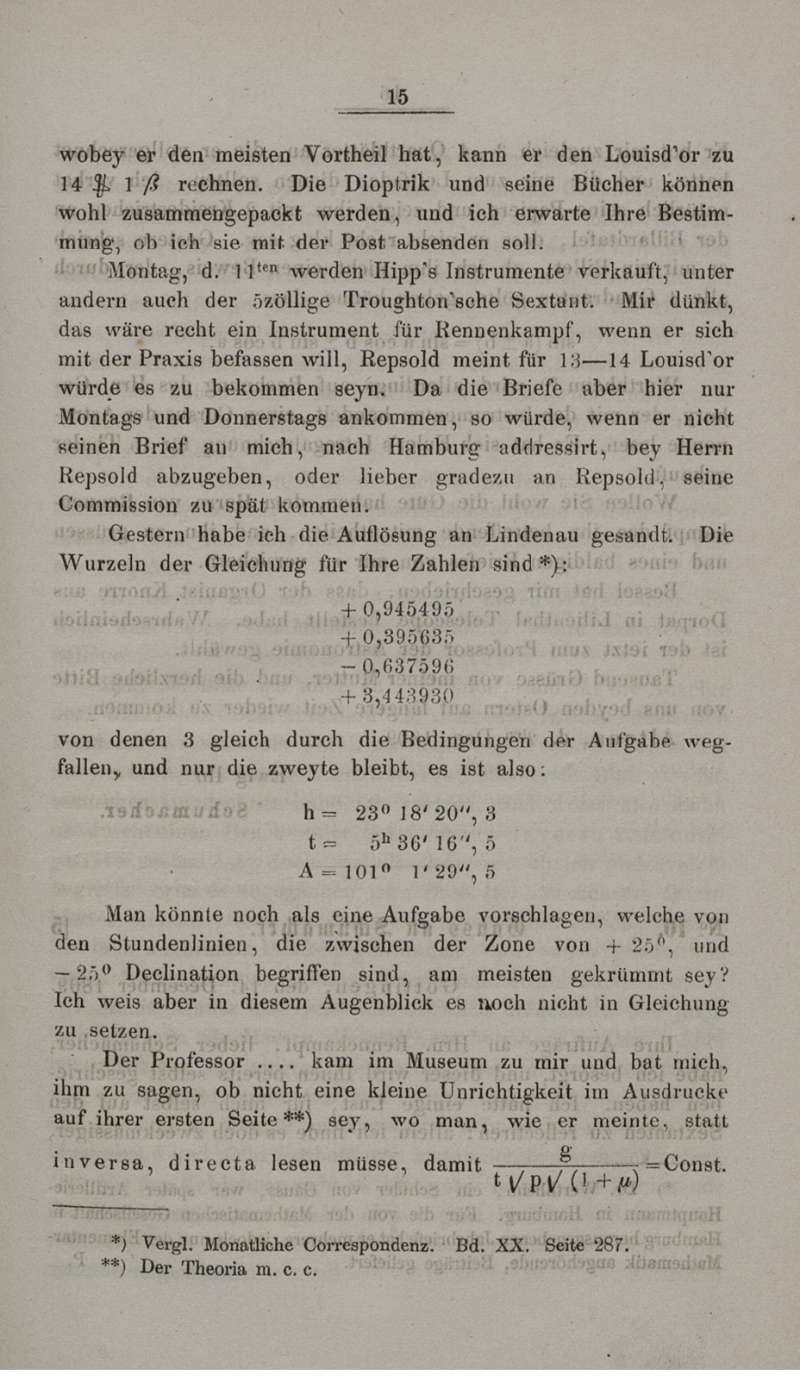 15
wobey er den meisten Vortheil hat, kann er den Louisd'or zu
14 ₰ 1 ß rechnen. Die Dioptrik und seine Bücher können
wohl zusammengepackt werden, und ich erwarte Ihre Bestim-
mung, ob ich sie mit der Post absenden soll.
Montag, d. 11ten werden Hipp's Instrumente verkauft, unter
andern auch der 5zöllige Troughton'sche Sextant. Mir dünkt,
das wäre recht ein Instrument für Rennenkampf, wenn er sich
mit der Praxis befassen will, Repsold meint für 13—14 Louisd'or
würde es zu bekommen seyn. Da die Briefe aber hier nur
Montags und Donnerstags ankommen, so würde, wenn er nicht
seinen Brief an mich, nach Hamburg addressirt, bey Herrn
Repsold abzugeben, oder lieber gradezu an Repsold, seine
Commission zu spät kommen.
Gestern habe ich die Auflösung an Lindenau gesandt. Die
Wurzeln der Gleichung für Ihre Zahlen sind *):
+ 0,945495
+ 0,395635
— 0,637596
+ 3,443930
von denen 3 gleich durch die Bedingungen der Aufgabe weg-
fallen, und nur die zweyte bleibt, es ist also:
h = 23° 18' 20'', 3
t = 5h 36' 16'', 5
A = 101° 1' 29'', 5
Man könnte noch als eine Aufgabe vorschlagen, welche von
den Stundenlinien, die zwischen der Zone von + 25°, und
— 25° Declination begriffen sind, am meisten gekrümmt sey?
Ich weis aber in diesem Augenblick es noch nicht in Gleichung
zu setzen.
Der Professor .... kam im Museum zu mir und bat mich,
ihm zu sagen, ob nicht eine kleine Unrichtigkeit im Ausdrucke
auf ihrer ersten Seite **) sey, wo man, wie er meinte, statt
inversa, directa lesen müsse, damit g / t √p √(1 + μ) = Const.
*) Vergl. Monatliche Correspondenz. Bd. XX. Seite 287.
**) Der Theoria m. c. c.